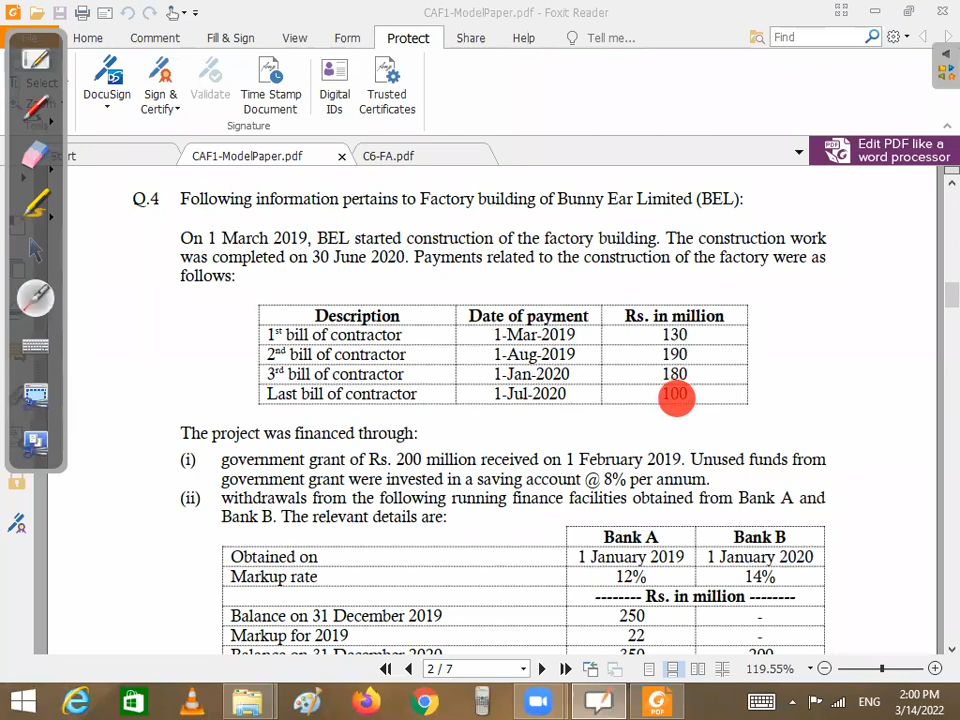 CAF1-ModelPaper.pdf - Foxit Reader
Home Comment Fill & Sign View Form Protect Share Help Tell me... Find
DocuSign Sign & Certify Validate Time Stamp Document Digital IDs Trusted Certificates
Signature
Edit PDF like a word processor
CAF1-ModelPaper.pdf C6-FA.pdf
Q.4 Following information pertains to Factory building of Bunny Ear Limited (BEL):
On 1 March 2019, BEL started construction of the factory building. The construction work
was completed on 30 June 2020. Payments related to the construction of the factory were as
follows:
Description Date of payment Rs. in million
1st bill of contractor 1-Mar-2019 130
2nd bill of contractor 1-Aug-2019 190
3rd bill of contractor 1-Jan-2020 180
Last bill of contractor 1-Jul-2020 100
The project was financed through:
(i) government grant of Rs. 200 million received on 1 February 2019. Unused funds from
government grant were invested in a saving account @ 8% per annum.
(ii) withdrawals from the following running finance facilities obtained from Bank A and
Bank B. The relevant details are:
Bank A Bank B
Obtained on 1 January 2019 1 January 2020
Markup rate 12% 14%
-------- Rs. in million --------
Balance on 31 December 2019 250 -
Markup for 2019 22 -
Balance on 31 December 2020 350 200
2 / 7 119.55%
ENG 2:00 PM
3/14/2022